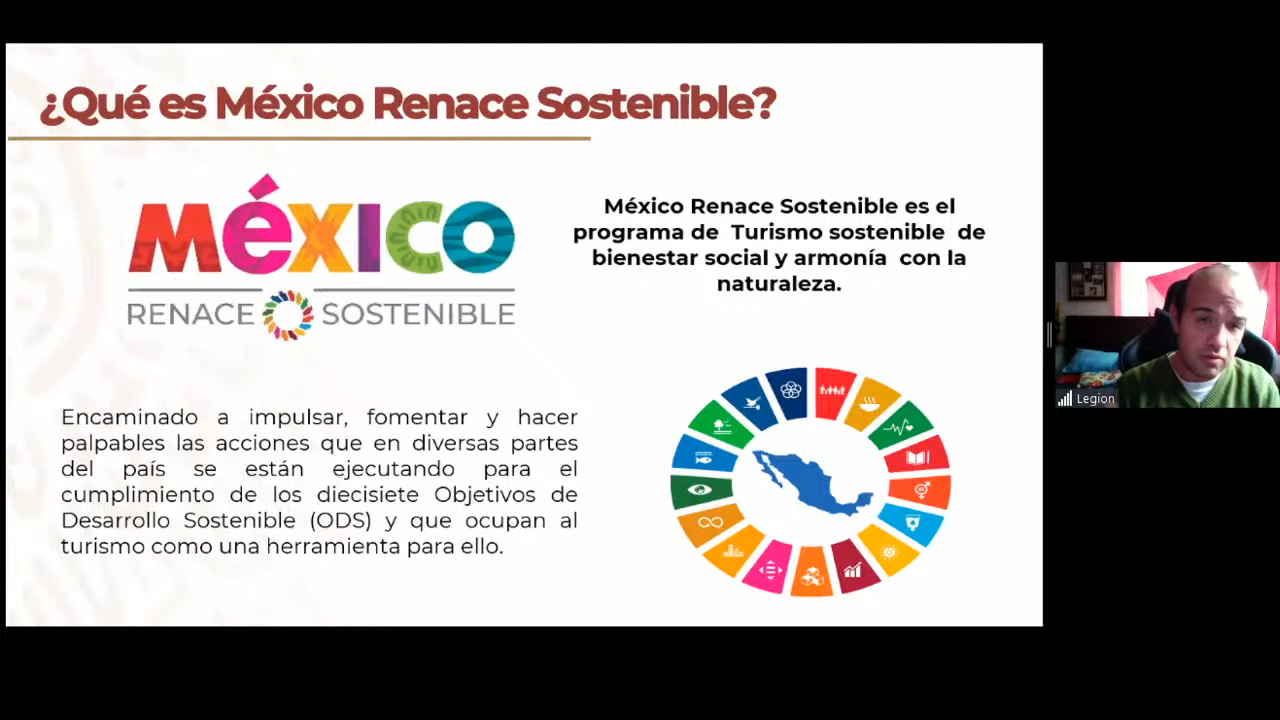 ¿Qué es México Renace Sostenible?
MéXICO
RENACE SOSTENIBLE
México Renace Sostenible es el
programa de Turismo sostenible de
bienestar social y armonía con la
naturaleza.
Encaminado a impulsar, fomentar y hacer
palpables las acciones que en diversas partes
del país se están ejecutando para el
cumplimiento de los diecisiete Objetivos de
Desarrollo Sostenible (ODS) y que ocupan al
turismo como una herramienta para ello.
Legion